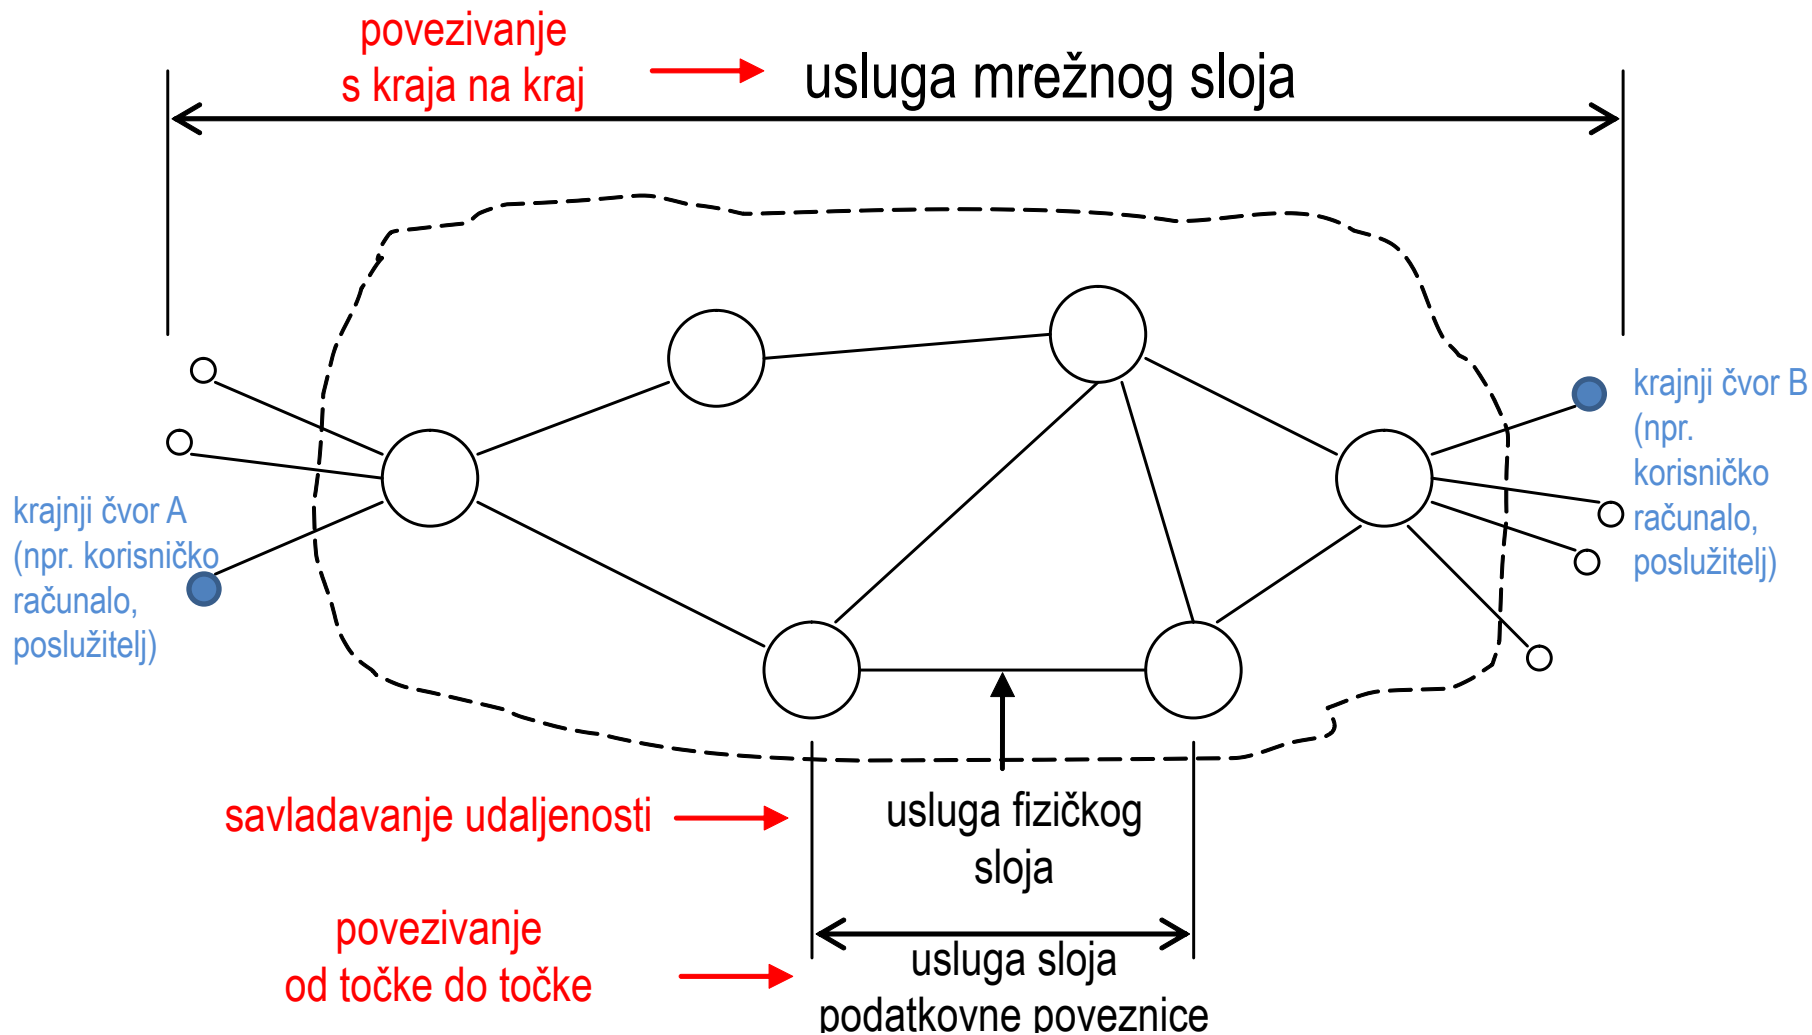 povezivanje
s kraja na kraj
usluga mrežnog sloja
krajnji čvor A
(npr. korisničko
računalo,
poslužitelj)
krajnji čvor B
(npr.
korisničko
računalo,
poslužitelj)
savladavanje udaljenosti
usluga fizičkog
sloja
povezivanje
od točke do točke
usluga sloja
podatkovne poveznice